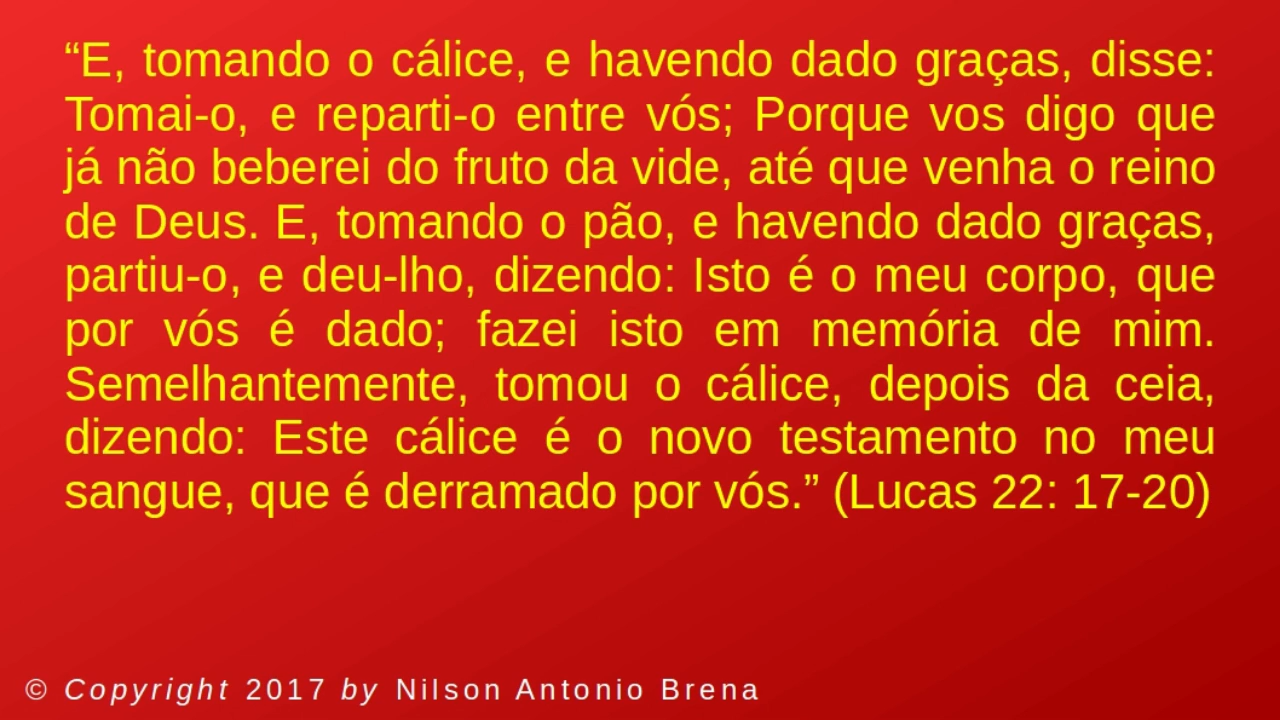 “E, tomando o cálice, e havendo dado graças, disse:
Tomai-o, e reparti-o entre vós; Porque vos digo que
já não beberei do fruto da vide, até que venha o reino
de Deus. E, tomando o pão, e havendo dado graças,
partiu-o, e deu-lho, dizendo: Isto é o meu corpo, que
por vós é dado; fazei isto em memória de mim.
Semelhantemente, tomou o cálice, depois da ceia,
dizendo: Este cálice é o novo testamento no meu
sangue, que é derramado por vós.” (Lucas 22: 17-20)
© Copyright 2017 by Nilson Antonio Brena